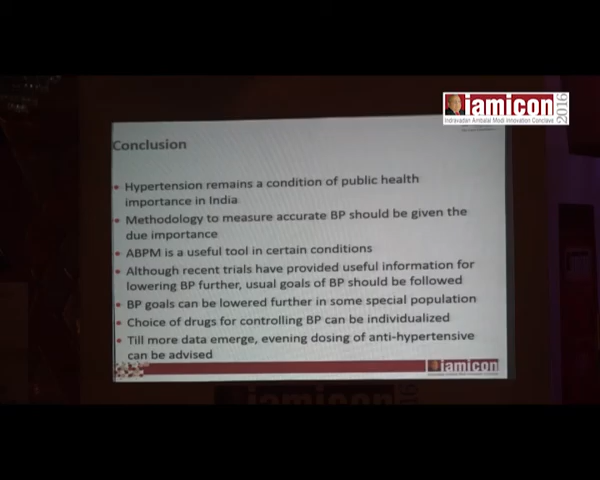 iamicon 2016
Indravadan Ambalal Modi Innovation Conclave
Conclusion
Hypertension remains a condition of public health
importance in India
Methodology to measure accurate BP should be given the
due importance
ABPM is a useful tool in certain conditions
Although recent trials have provided useful information for
lowering BP further, usual goals of BP should be followed
BP goals can be lowered further in some special population
Choice of drugs for controlling BP can be individualized
Till more data emerge, evening dosing of anti-hypertensive
can be advised
iamicon
iamicon